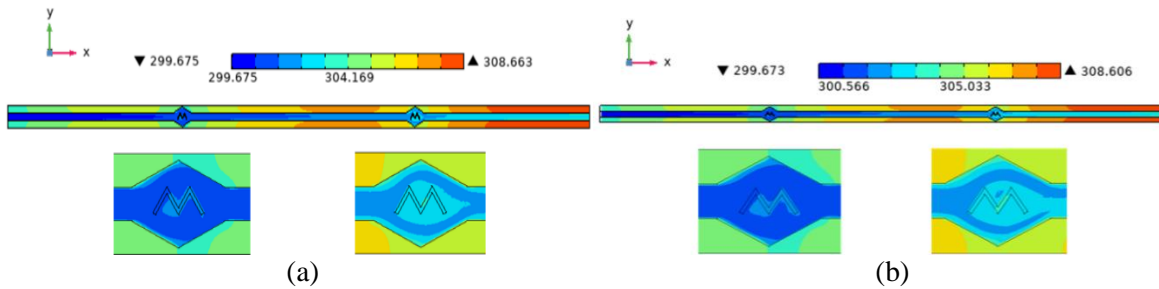 y
x
▼ 299.675
▲ 308.663
299.675
304.169
y
x
▼ 299.673
▲ 308.606
300.566
305.033
(a)
(b)